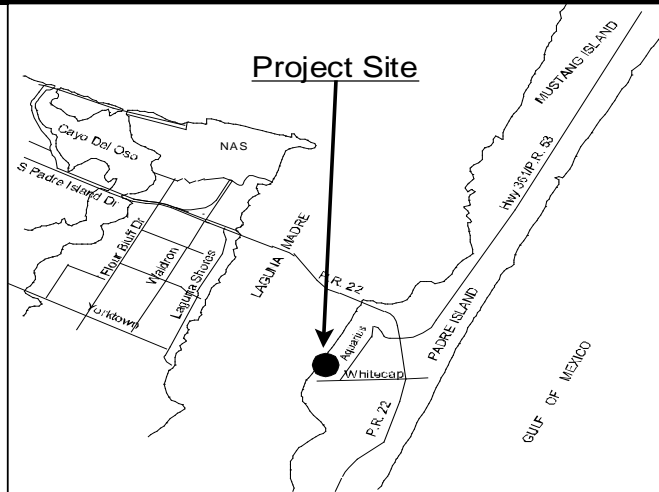 Project Site
MUSTANG ISLAND
Cayo Del Oso
NAS
S Padre Island Dr
Hwy 361/P.R. 53
Flour Bluff Dr
Waldron
Laguna Shores
LAGUNA MADRE
P.R. 22
Yorktown
Aquarius
PADRE ISLAND
Whitecap
P.R. 22
GULF OF MEXICO